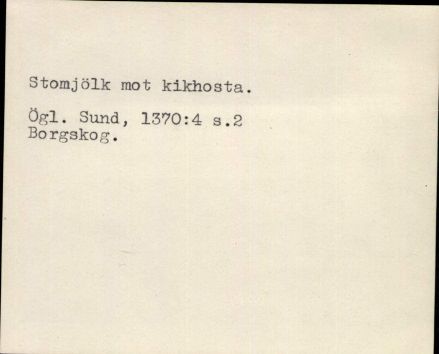 Stomjölk mot kikhosta.
Ögl. Sund, 1370:4 s.2
Borgskog.